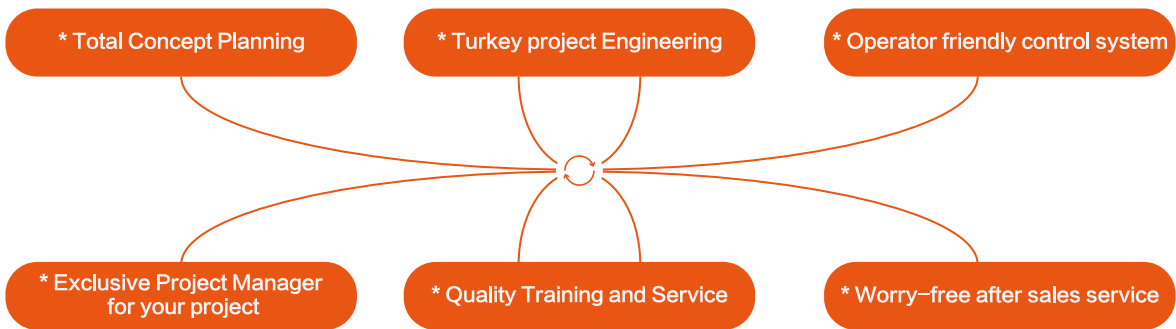 * Total Concept Planning
* Turkey project Engineering
* Operator friendly control system
* Exclusive Project Manager
for your project
* Quality Training and Service
* Worry-free after sales service